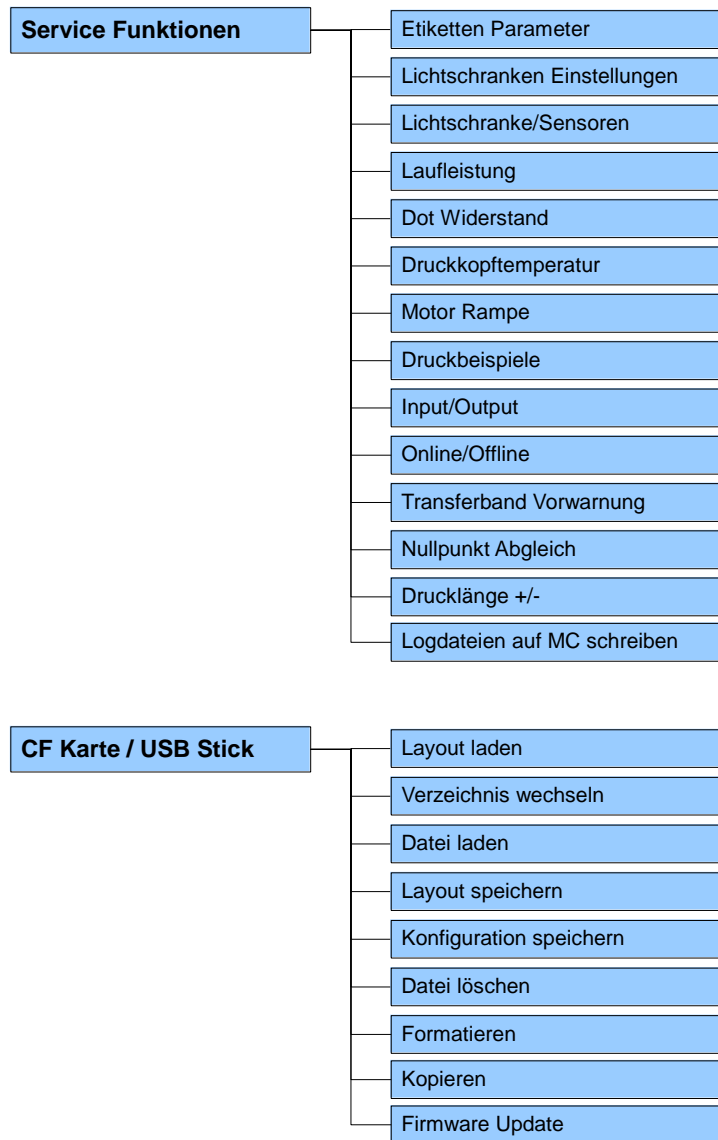 Service Funktionen
Etiketten Parameter
Lichtschranken Einstellungen
Lichtschranke/Sensoren
Laufleistung
Dot Widerstand
Druckkopftemperatur
Motor Rampe
Druckbeispiele
Input/Output
Online/Offline
Transferband Vorwarnung
Nullpunkt Abgleich
Drucklänge +/-
Logdateien auf MC schreiben
CF Karte / USB Stick
Layout laden
Verzeichnis wechseln
Datei laden
Layout speichern
Konfiguration speichern
Datei löschen
Formatieren
Kopieren
Firmware Update